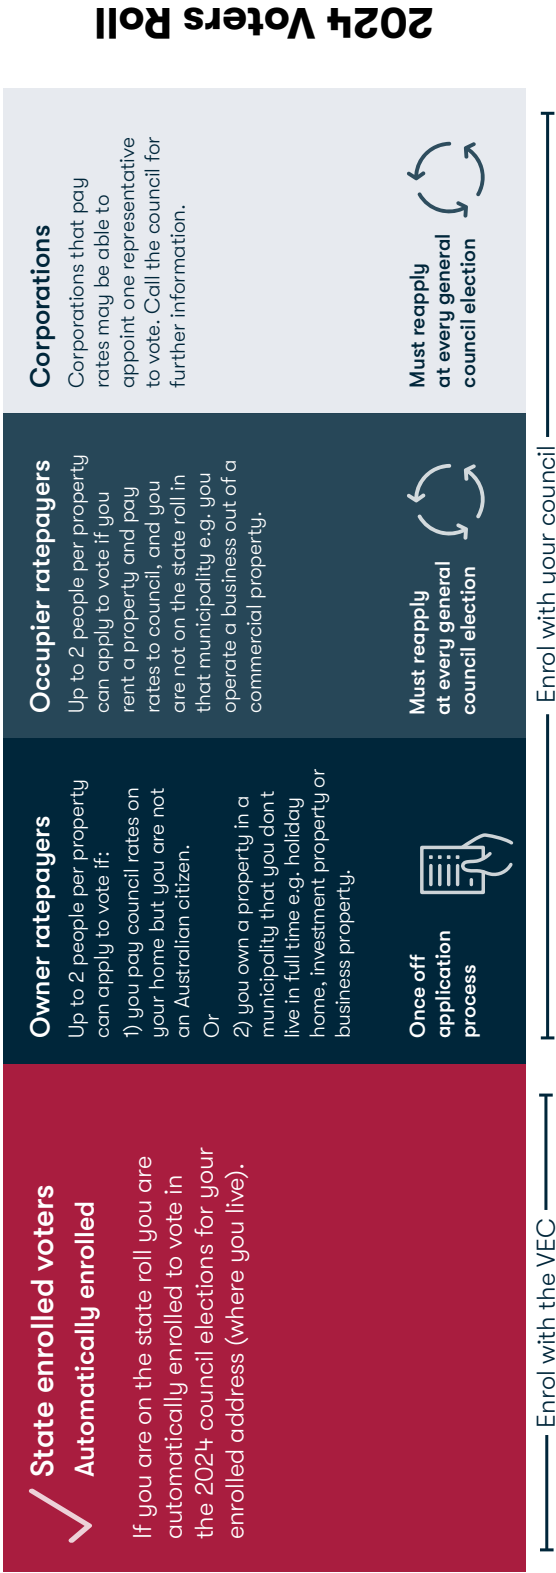 2024 Voters Roll
State enrolled voters
Automatically enrolled
If you are on the state roll you are
automatically enrolled to vote in
the 2024 council elections for your
enrolled address (where you live).
Owner ratepayers
Up to 2 people per property
can apply to vote if:
1) you pay council rates on
your home but you are not
an Australian citizen.
Or
2) you own a property in a
municipality that you don t
live in full time e.g. holiday
home, investment property or
business property.
Once off
application
process
Occupier ratepayers
Up to 2 people per property
can apply to vote if you
rent a property and pay
rates to council, and you
are not on the state roll in
that municipality e.g. you
operate a business out of a
commercial property.
Must reapply
at every general
council election
Corporations
Corporations that pay
rates may be able to
appoint one representative
to vote. Call the council for
further information.
Must reapply
at every general
council election
Enrol with the VEC
Enrol with your council